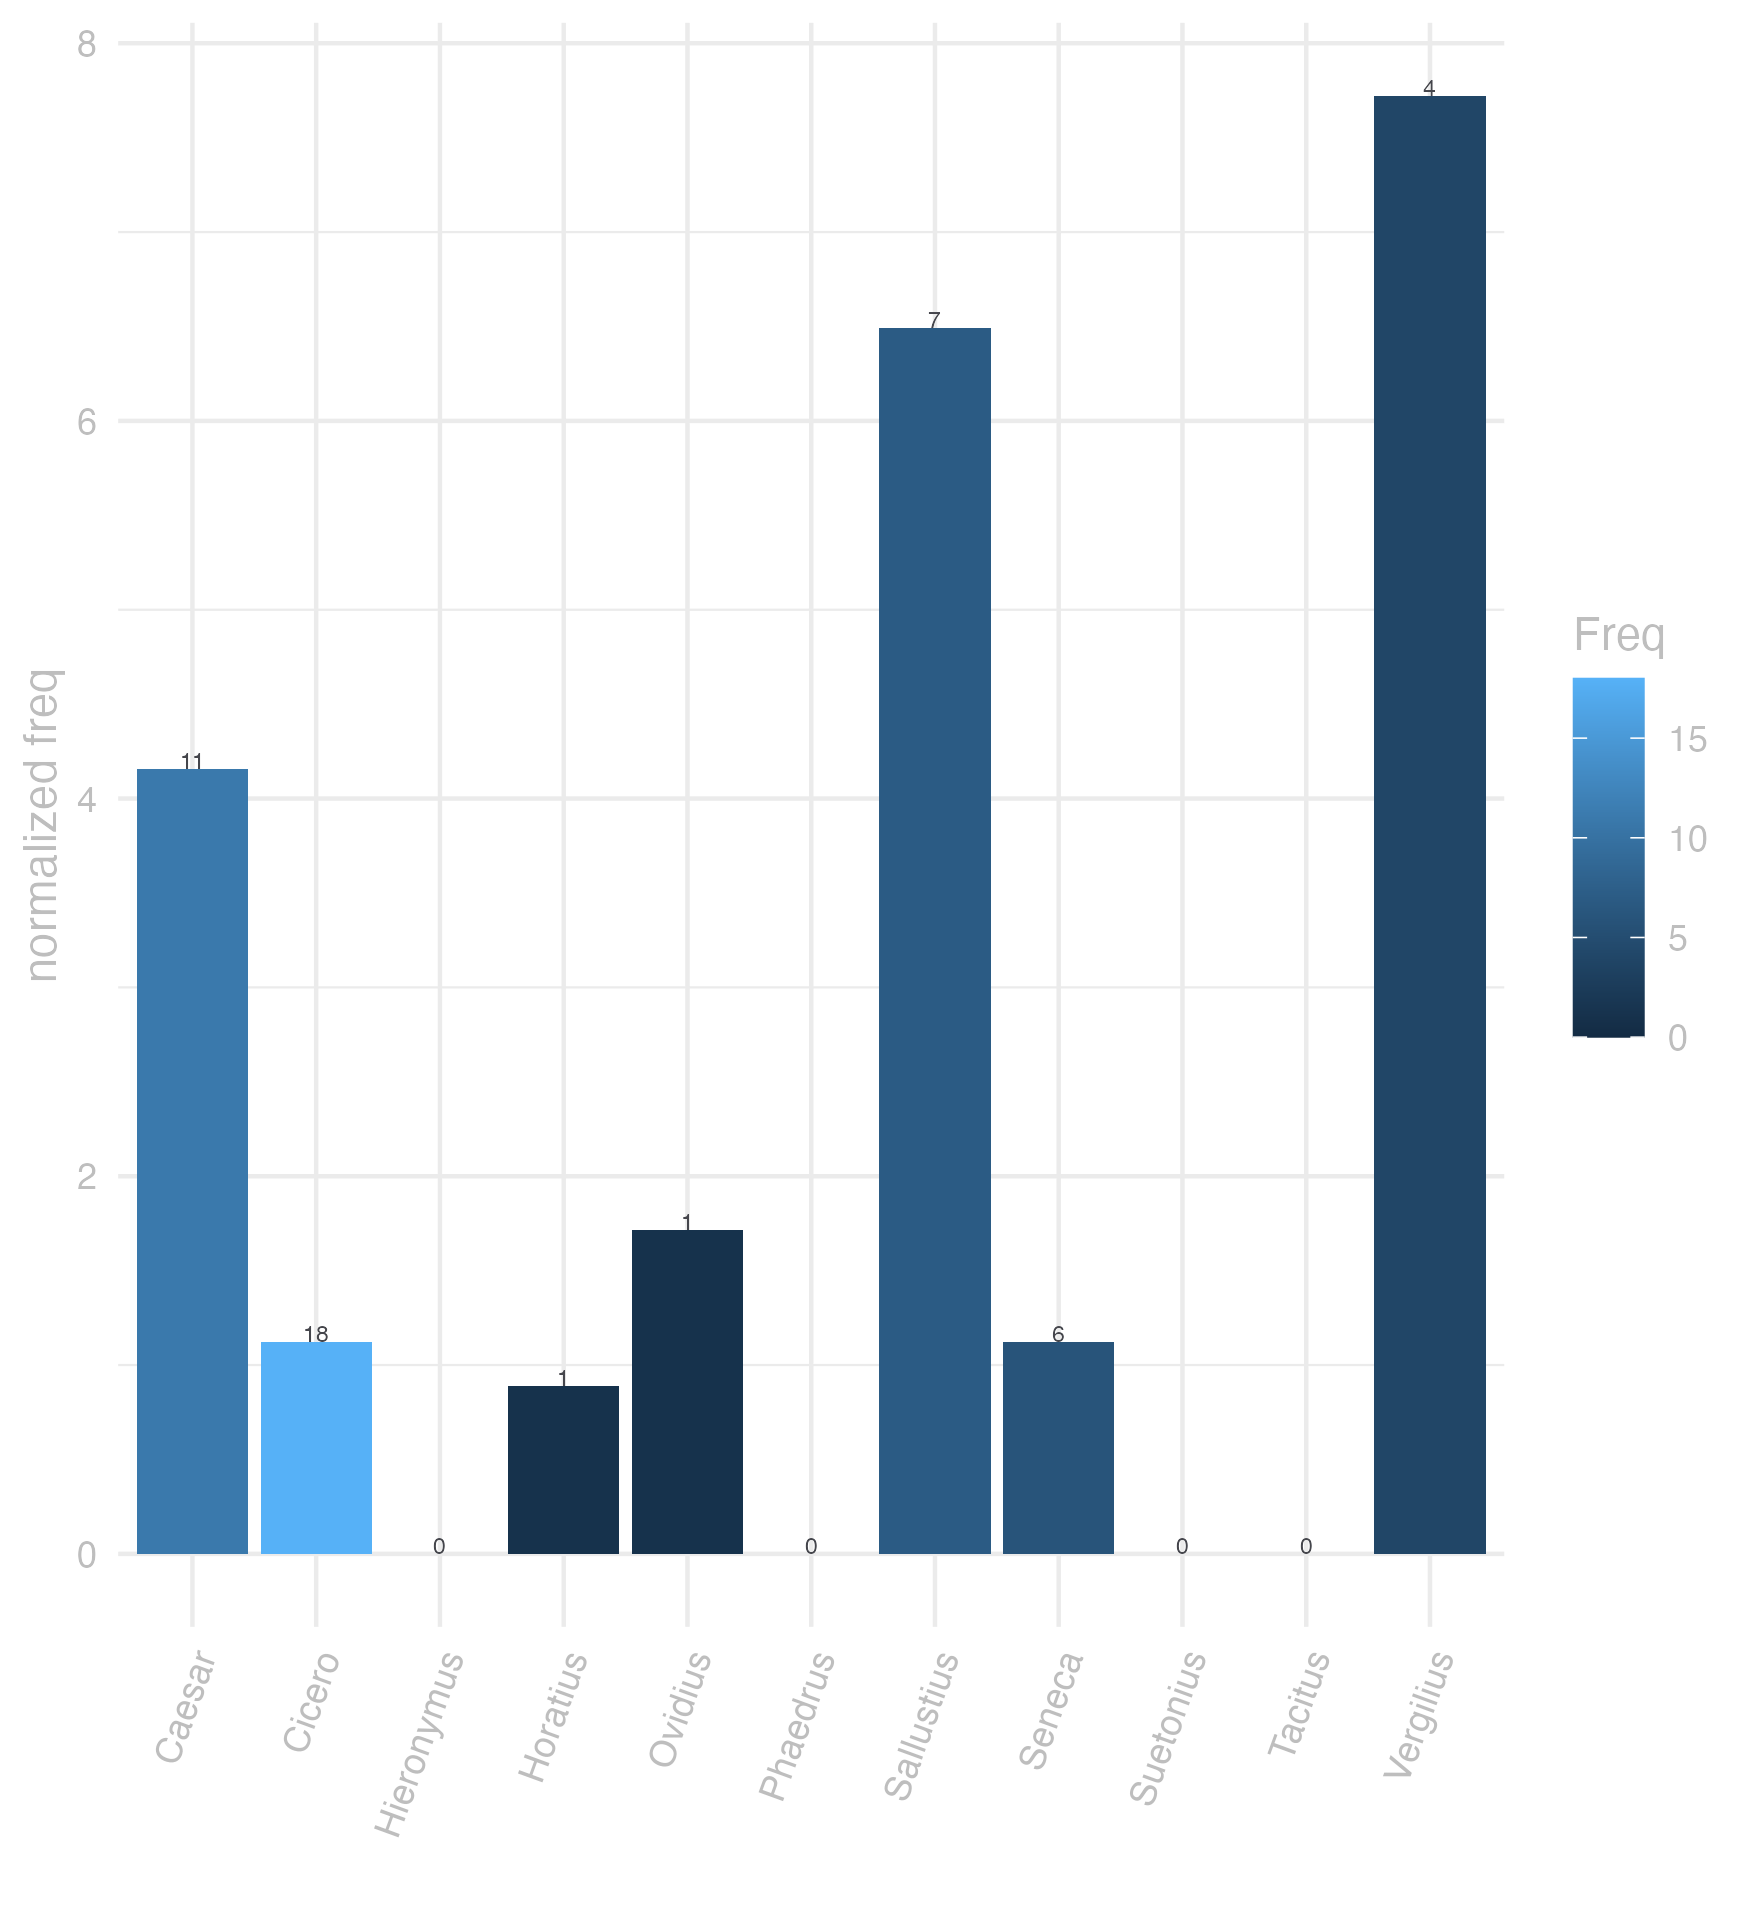 normalized freq
8
6
4
2
0
11
18
0
1
1
0
7
6
0
0
4
Caesar
Cicero
Hieronymus
Horatius
Ovidius
Phaedrus
Sallustius
Seneca
Suetonius
Tacitus
Vergilius
Freq
15
10
5
0